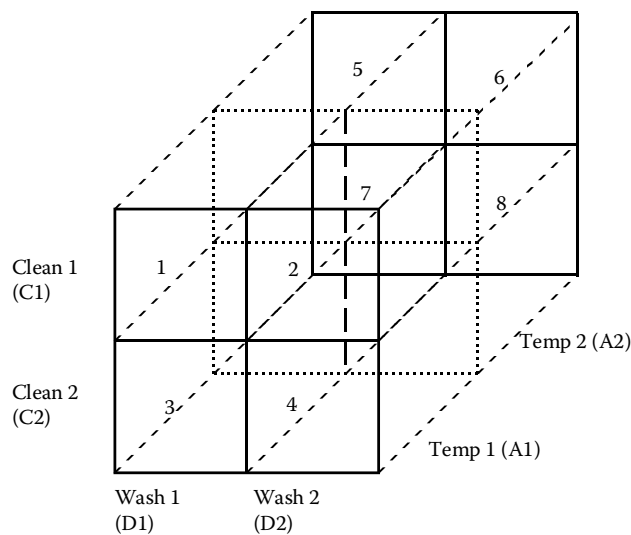 5
6
7
8
Clean 1
(C1)
1
2
Temp 2 (A2)
Clean 2
(C2)
3
4
Temp 1 (A1)
Wash 1
(D1)
Wash 2
(D2)